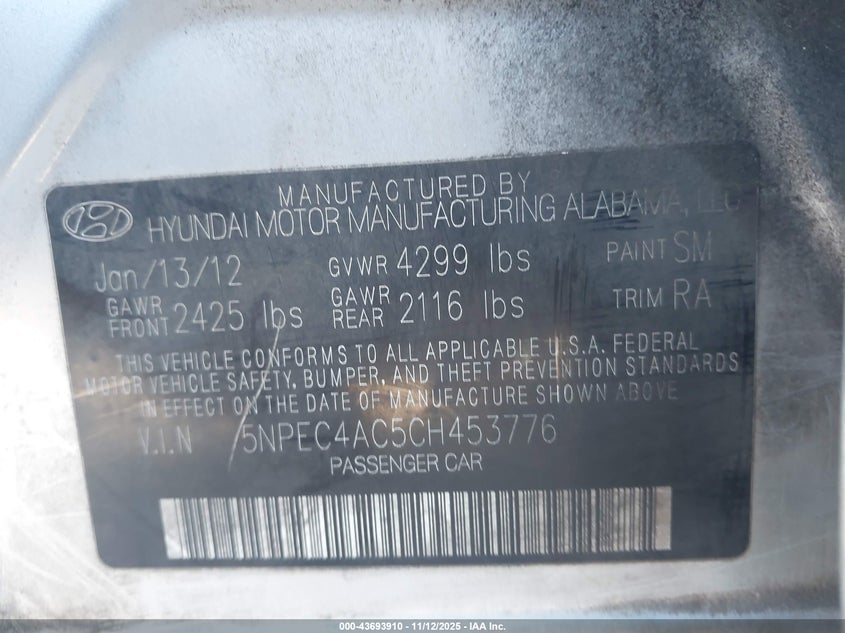 MANUFACTURED BY
HYUNDAI MOTOR MANUFACTURING ALABAMA, LLC
Jan/13/12 GVWR 4299 lbs PAINT SM
GAWR FRONT 2425 lbs GAWR REAR 2116 lbs TRIM RA
THIS VEHICLE CONFORMS TO ALL APPLICABLE U.S.A. FEDERAL
MOTOR VEHICLE SAFETY, BUMPER, AND THEFT PREVENTION STANDARDS
IN EFFECT ON THE DATE OF MANUFACTURE SHOWN ABOVE
V.I.N 5NPEC4AC5CH453776
PASSENGER CAR
000-43693910 - 11/12/2025 - IAA Inc.